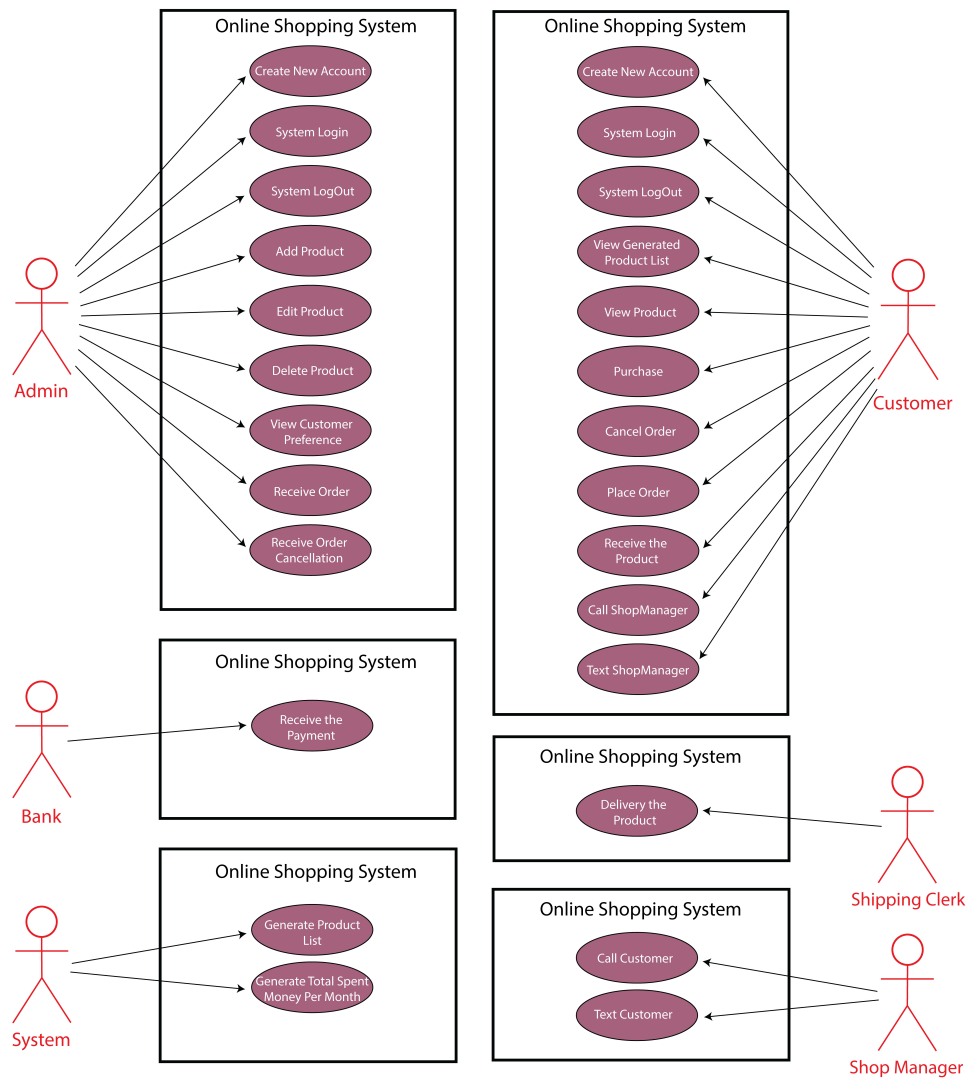 Online Shopping System
Create New Account
System Login
System LogOut
Add Product
Edit Product
Delete Product
View Customer
Preference
Receive Order
Receive Order
Cancellation
Admin
Online Shopping System
Create New Account
System Login
System LogOut
View Generated
Product List
View Product
Purchase
Cancel Order
Place Order
Receive the
Product
Call ShopManager
Text ShopManager
Customer
Online Shopping System
Receive the
Payment
Bank
Online Shopping System
Delivery the
Product
Shipping Clerk
Online Shopping System
Generate Product
List
Generate Total Spent
Money Per Month
System
Online Shopping System
Call Customer
Text Customer
Shop Manager